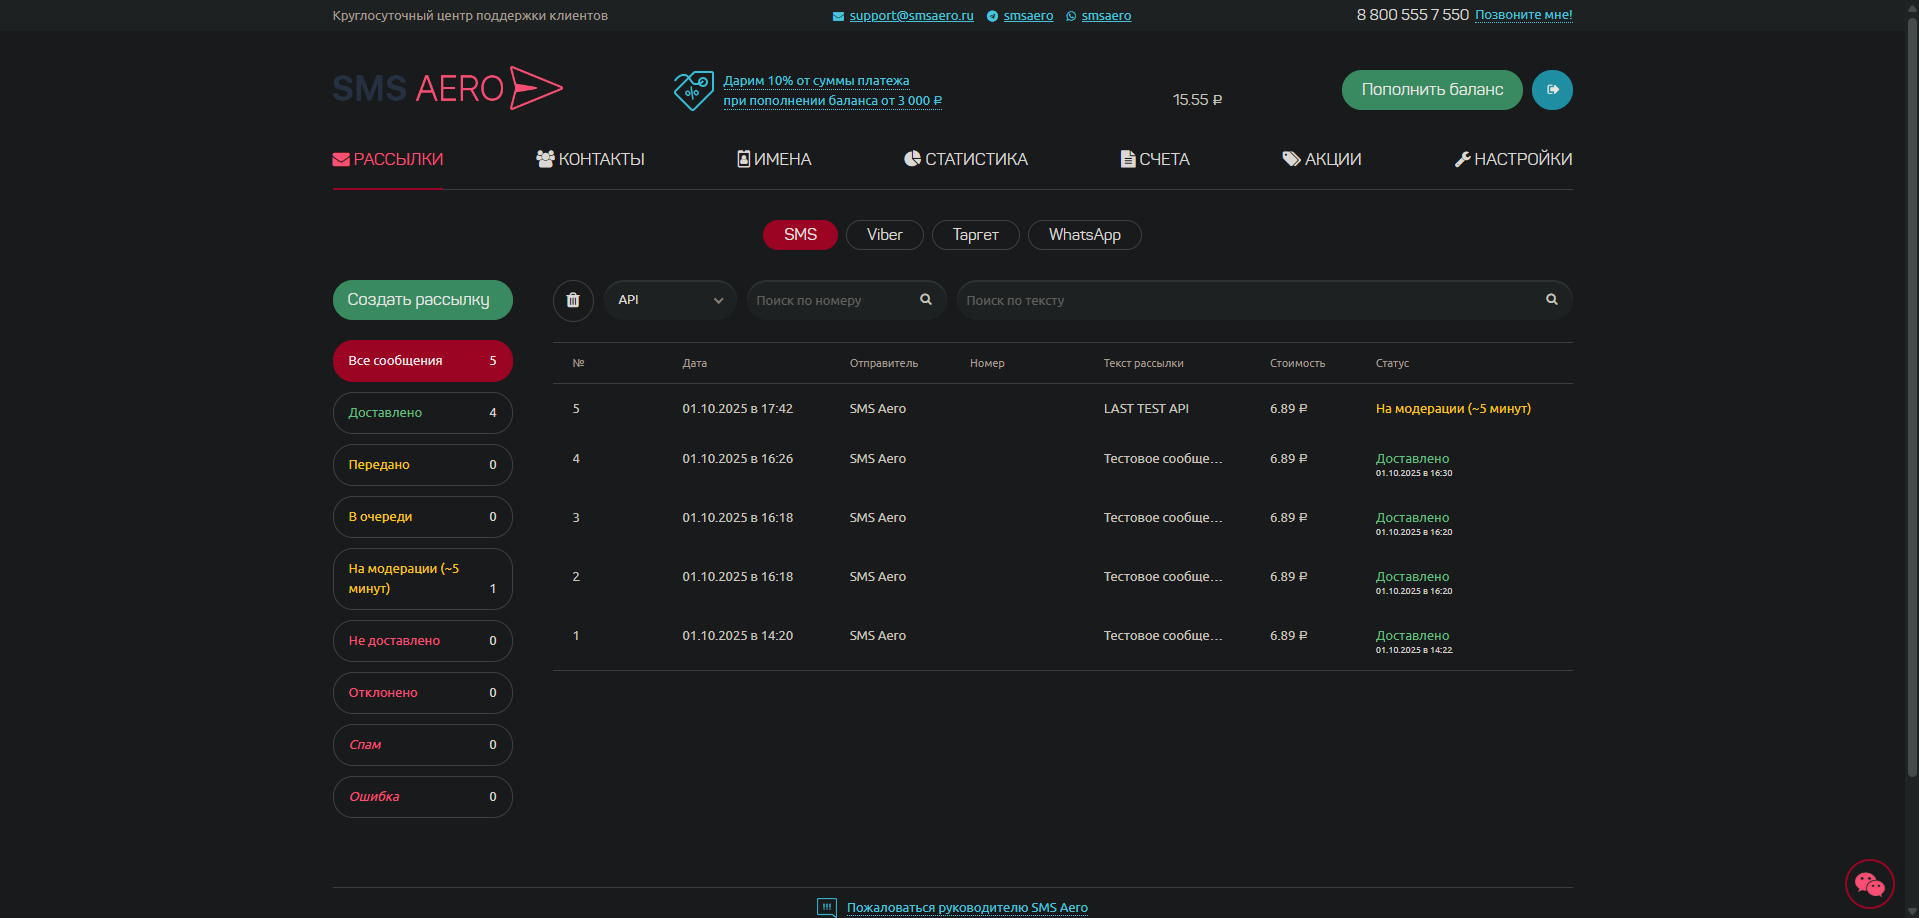 Круглосуточный центр поддержки клиентов
support@smsaero.ru smsaero smsaero
8 800 555 7 550 Позвоните мне!
SMS AERO
Дарим 10% от суммы платежа
при пополнении баланса от 3 000 ₽
15.55 ₽
Пополнить баланс
РАССЫЛКИ КОНТАКТЫ ИМЕНА СТАТИСТИКА СЧЕТА АКЦИИ НАСТРОЙКИ
SMS Viber Таргет WhatsApp
Создать рассылку
Все сообщения 5
Доставлено 4
Передано 0
В очереди 0
На модерации (~5
минут) 1
Не доставлено 0
Отклонено 0
Спам 0
Ошибка 0
API Поиск по номеру Поиск по тексту
№ Дата Отправитель Номер Текст рассылки Стоимость Статус
5 01.10.2025 в 17:42 SMS Aero LAST TEST API 6.89 ₽ На модерации (~5 минут)
4 01.10.2025 в 16:26 SMS Aero Тестовое сообще... 6.89 ₽ Доставлено
01.10.2025 в 16:30
3 01.10.2025 в 16:18 SMS Aero Тестовое сообще... 6.89 ₽ Доставлено
01.10.2025 в 16:20
2 01.10.2025 в 16:18 SMS Aero Тестовое сообще... 6.89 ₽ Доставлено
01.10.2025 в 16:20
1 01.10.2025 в 14:20 SMS Aero Тестовое сообще... 6.89 ₽ Доставлено
01.10.2025 в 14:22
!!! Пожаловаться руководителю SMS Aero